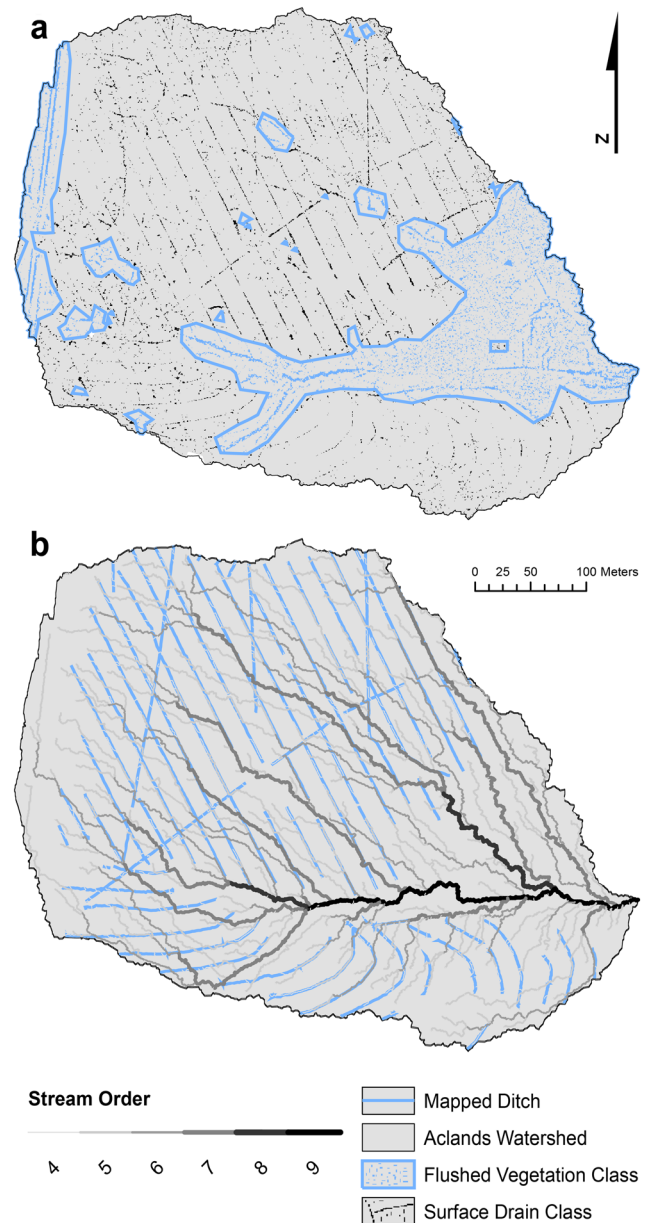 a
N
b
0 25 50 100 Meters
Stream Order
4 5 6 7 8 9
Mapped Ditch
Aclands Watershed
Flushed Vegetation Class
Surface Drain Class